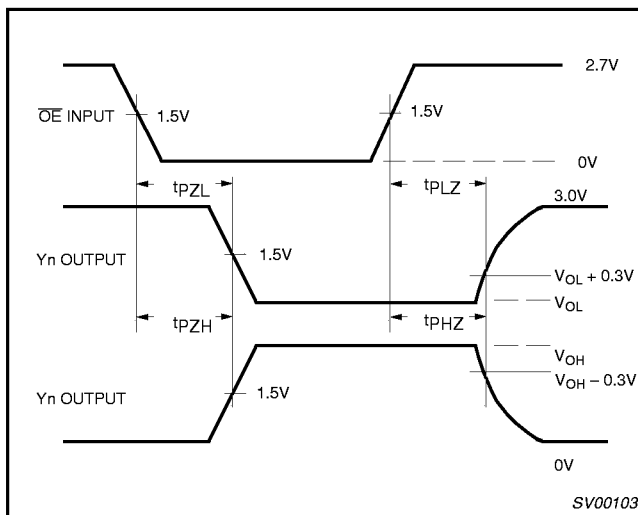 2.7V
OE INPUT
1.5V
1.5V
0V
tPZL
tPLZ
3.0V
Yn OUTPUT
1.5V
VOL + 0.3V
VOL
tPZH
tPHZ
VOH
VOH – 0.3V
Yn OUTPUT
1.5V
0V
SV00103